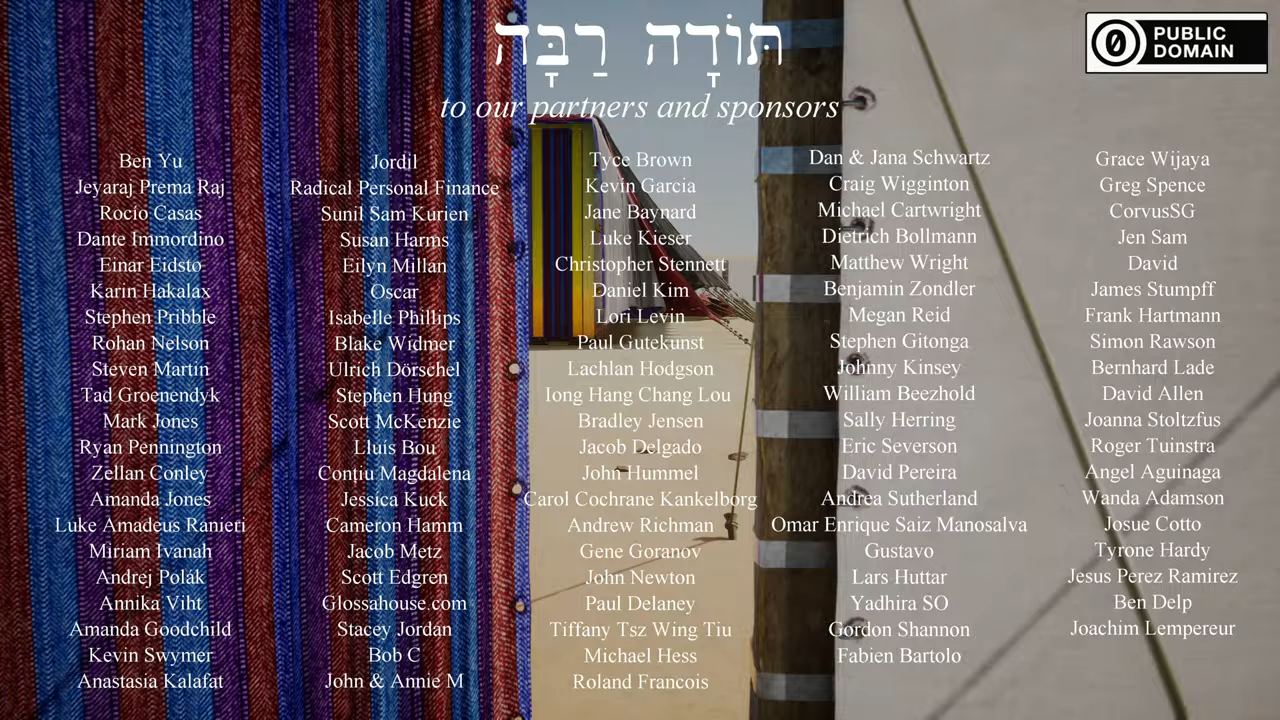 תּוֹדָה רַבָּה
to our partners and sponsors
PUBLIC
DOMAIN
Ben Yu
Jeyaraj Prema Raj
Rocío Casas
Dante Immordino
Einar Eidstø
Karin Hakalax
Stephen Pribble
Rohan Nelson
Steven Martin
Tad Groenendyk
Mark Jones
Ryan Pennington
Zellan Conley
Amanda Jones
Luke Amadeus Ranieri
Miriam Ivanah
Andrej Polák
Annika Viht
Amanda Goodchild
Kevin Swymer
Anastasia Kalafat
Jordil
Radical Personal Finance
Sunil Sam Kurien
Susan Harms
Eilyn Millan
Oscar
Isabelle Phillips
Blake Widmer
Ulrich Dörschel
Stephen Hung
Scott McKenzie
Lluís Bou
Conțiu Magdalena
Jessica Kuck
Cameron Hamm
Jacob Metz
Scott Edgren
Glossahouse.com
Stacey Jordan
Bob C
John & Annie M
Tyce Brown
Kevin Garcia
Jane Baynard
Luke Kieser
Christopher Stennett
Daniel Kim
Lori Levin
Paul Gutekunst
Lachlan Hodgson
Iong Hang Chang Lou
Bradley Jensen
Jacob Delgado
John Hummel
Carol Cochrane Kankelborg
Andrew Richman
Gene Goranov
John Newton
Paul Delaney
Tiffany Tsz Wing Tiu
Michael Hess
Roland Francois
Dan & Jana Schwartz
Craig Wigginton
Michael Cartwright
Dietrich Bollmann
Matthew Wright
Benjamin Zondler
Megan Reid
Stephen Gitonga
Johnny Kinsey
William Beezhold
Sally Herring
Eric Severson
David Pereira
Andrea Sutherland
Omar Enrique Saiz Manosalva
Gustavo
Lars Huttar
Yadhira SO
Gordon Shannon
Fabien Bartolo
Grace Wijaya
Greg Spence
CorvusSG
Jen Sam
David
James Stumpff
Frank Hartmann
Simon Rawson
Bernhard Lade
David Allen
Joanna Stoltzfus
Roger Tuinstra
Angel Aguinaga
Wanda Adamson
Josue Cotto
Tyrone Hardy
Jesus Perez Ramirez
Ben Delp
Joachim Lempereur